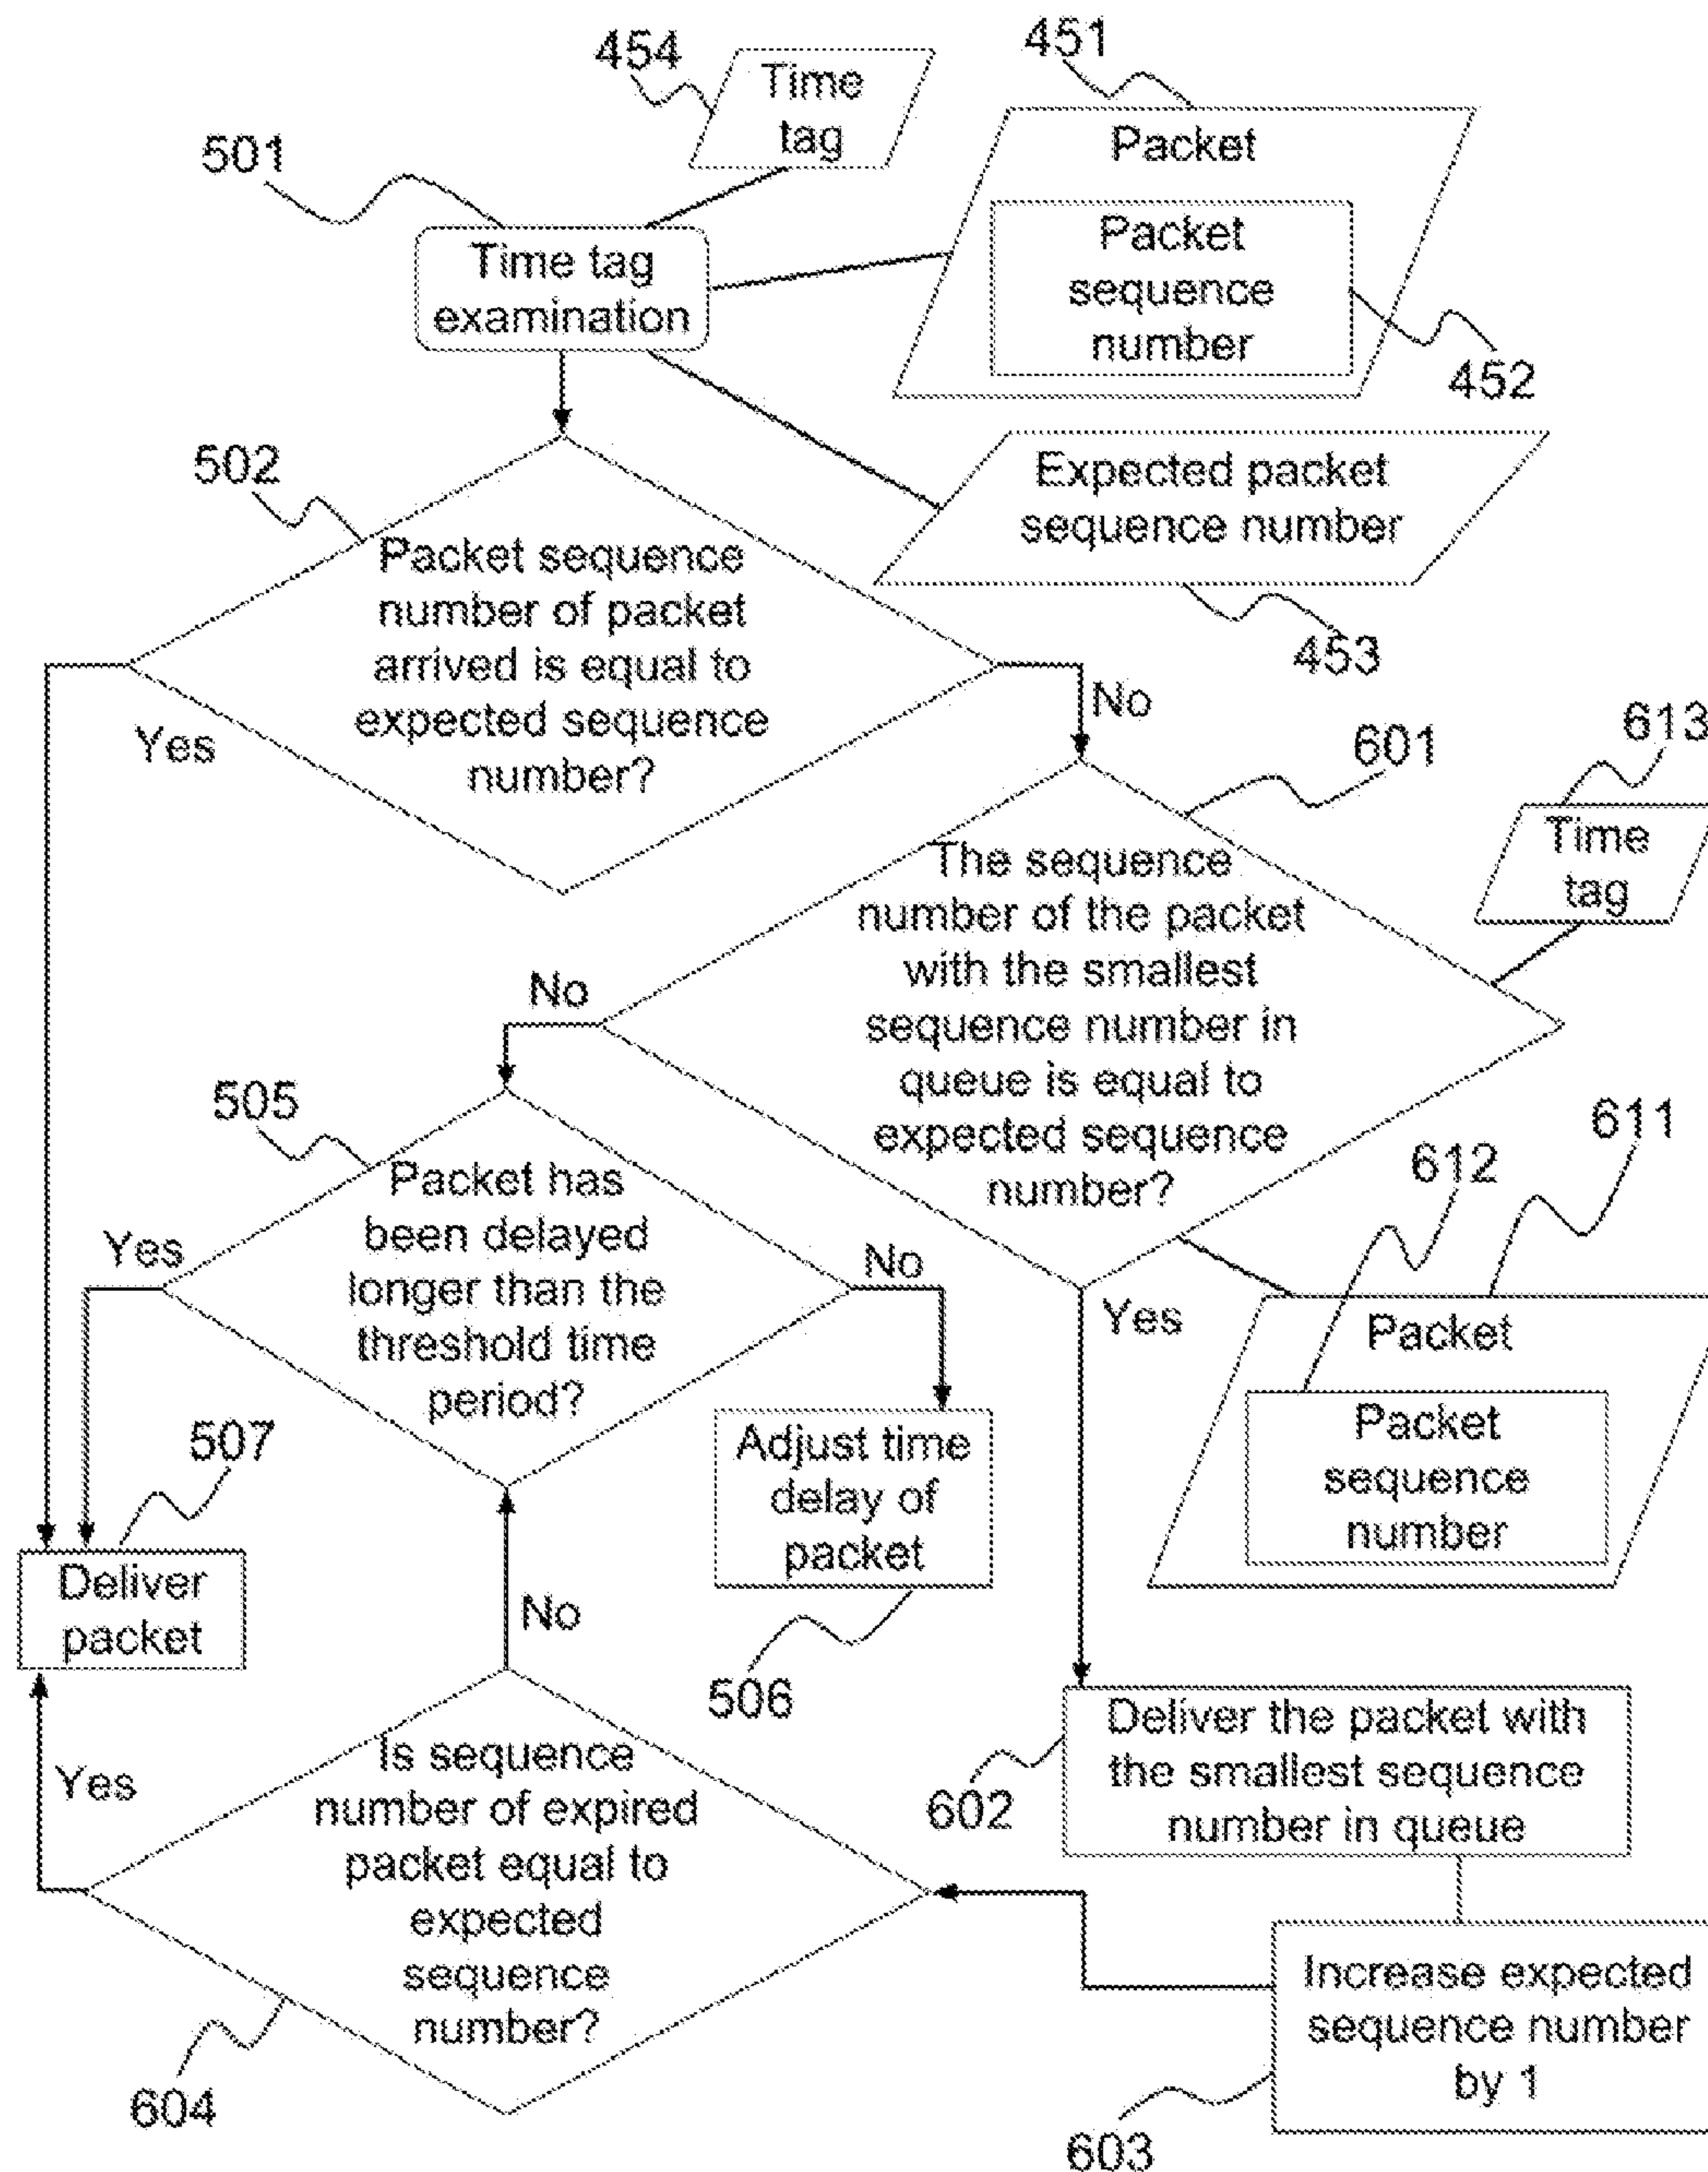 454
Time
tag
451
Packet
Packet
sequence
number
452
501
Time tag
examination
Expected packet
sequence number
453
502
Packet sequence
number of packet
arrived is equal to
expected sequence
number?
Yes
No
601
613
Time
tag
The sequence
number of the packet
with the smallest
sequence number in
queue is equal to
expected sequence
number?
No
Yes
505
Packet has
been delayed
longer than the
threshold time
period?
Yes
No
612
611
Packet
Packet
sequence
number
507
Deliver
packet
Adjust time
delay of
packet
506
No
Yes
602
Deliver the packet with
the smallest sequence
number in queue
Is sequence
number of expired
packet equal to
expected
sequence
number?
604
Increase expected
sequence number
by 1
603